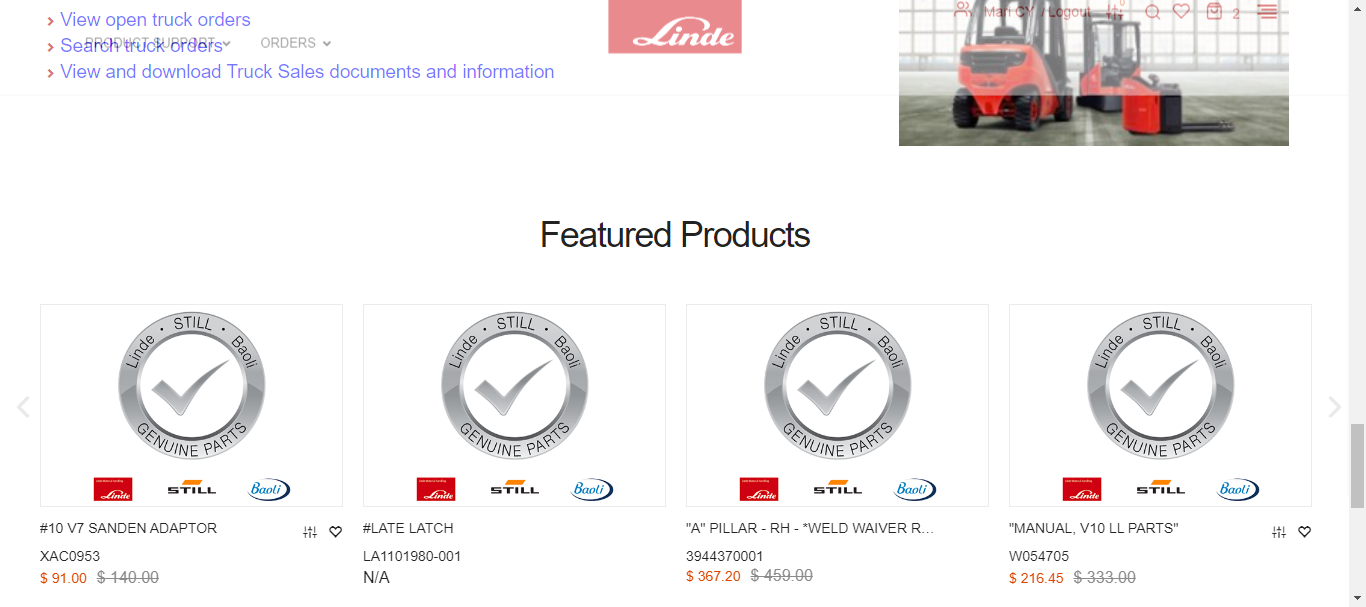 View open truck orders
Search truck orders
View and download Truck Sales documents and information
PRODUCT SUPPORT
ORDERS
Linde
Mari CY / Logout
0
2
Featured Products
Linde · STILL · Baoli
GENUINE PARTS
Linde
STILL
Baoli
#10 V7 SANDEN ADAPTOR
XAC0953
$ 91.00 $ 140.00
Linde · STILL · Baoli
GENUINE PARTS
Linde
STILL
Baoli
#LATE LATCH
LA1101980-001
N/A
Linde · STILL · Baoli
GENUINE PARTS
Linde
STILL
Baoli
"A" PILLAR - RH - *WELD WAIVER R...
3944370001
$ 367.20 $ 459.00
Linde · STILL · Baoli
GENUINE PARTS
Linde
STILL
Baoli
"MANUAL, V10 LL PARTS"
W054705
$ 216.45 $ 333.00